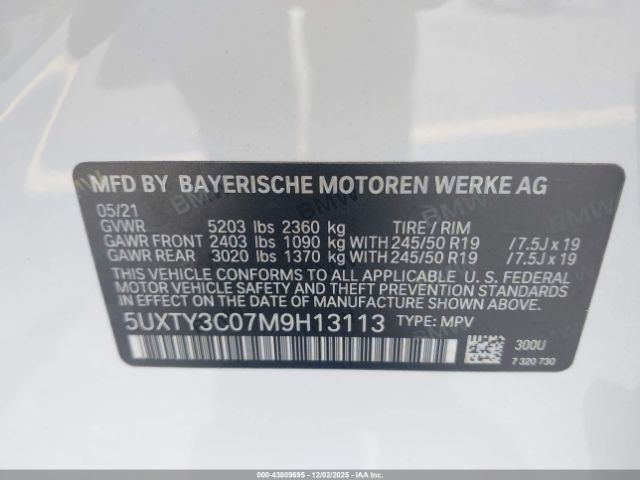 MFD BY BAYERISCHE MOTOREN WERKE AG
05/21
GVWR 5203 lbs 2360 kg TIRE / RIM
GAWR FRONT 2403 lbs 1090 kg WITH 245/50 R19 /7.5J x 19
GAWR REAR 3020 lbs 1370 kg WITH 245/50 R19 /7.5J x 19
THIS VEHICLE CONFORMS TO ALL APPLICABLE U. S. FEDERAL
MOTOR VEHICLE SAFETY AND THEFT PREVENTION STANDARDS
IN EFFECT ON THE DATE OF MANUFACTURE SHOWN ABOVE.
5UXTY3C07M9H13113 TYPE: MPV
300U
7 320 730
000-43809695 - 12/02/2025 - IAA Inc.